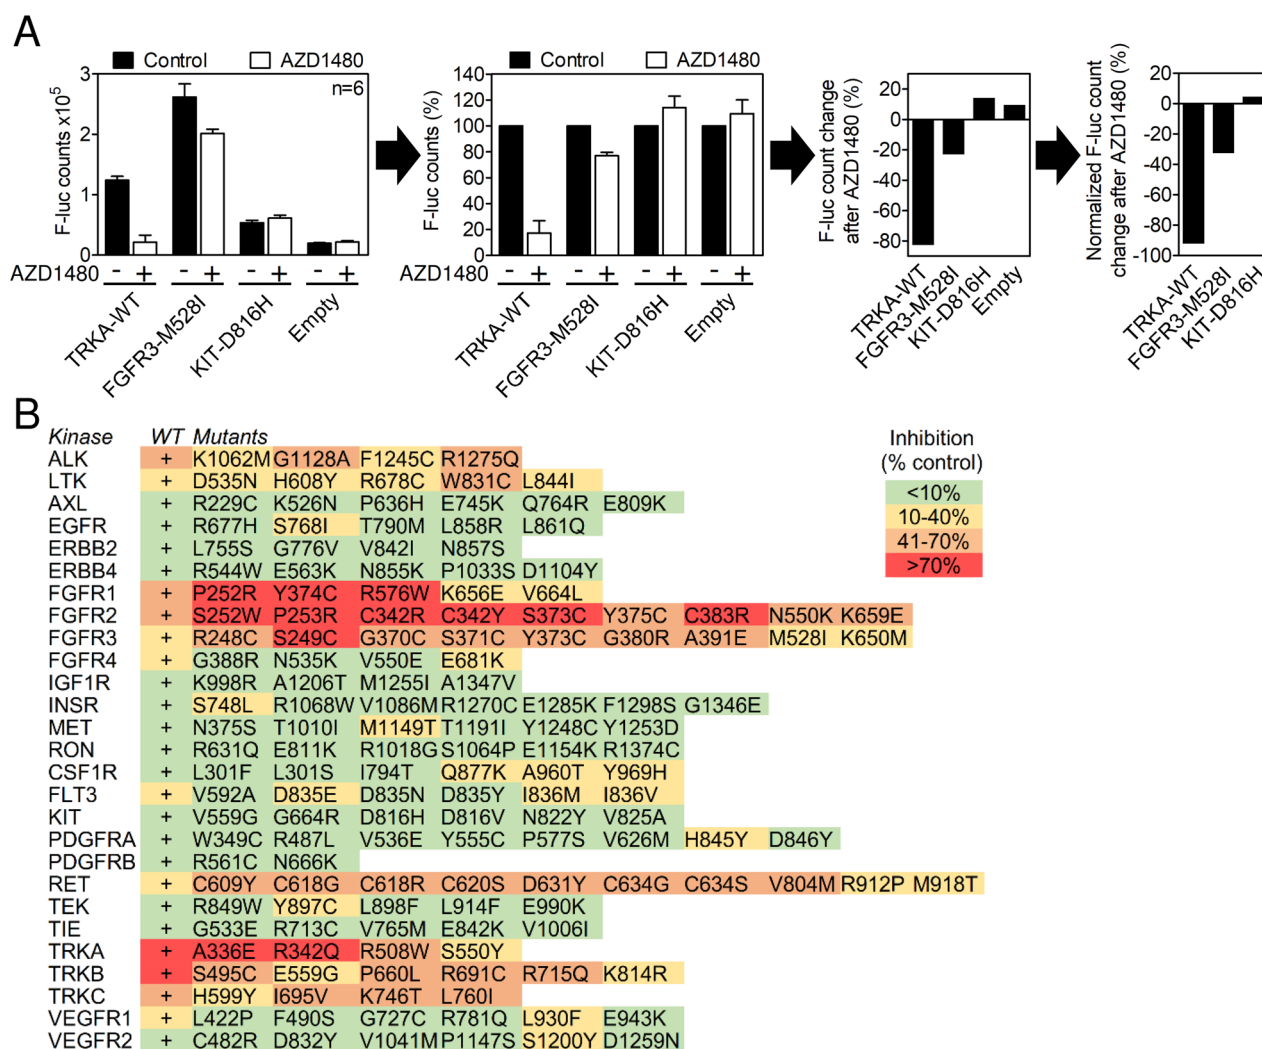 A
Control AZD1480
n=6
F-luc counts x10⁵
3
2
1
0
AZD1480 - + - + - + - +
TRKA-WT
FGFR3-M528I
KIT-D816H
Empty
Control AZD1480
F-luc counts (%)
140
120
100
80
60
40
20
0
AZD1480 - + - + - + - +
TRKA-WT
FGFR3-M528I
KIT-D816H
Empty
F-luc count change
after AZD1480 (%)
20
0
-20
-40
-60
-80
TRKA-WT
FGFR3-M528I
KIT-D816H
Empty
Normalized F-luc count
change after AZD1480 (%)
20
0
-20
-40
-60
-80
-100
TRKA-WT
FGFR3-M528I
KIT-D816H
B
Kinase WT Mutants
ALK + K1062M G1128A F1245C R1275Q
LTK + D535N H608Y R678C W831C L844I
AXL + R229C K526N P636H E745K Q764R E809K
EGFR + R677H S768I T790M L858R L861Q
ERBB2 + L755S G776V V842I N857S
ERBB4 + R544W E563K N855K P1033S D1104Y
FGFR1 + P252R Y374C R576W K656E V664L
FGFR2 + S252W P253R C342R C342Y S373C Y375C C383R N550K K659E
FGFR3 + R248C S249C G370C S371C Y373C G380R A391E M528I K650M
FGFR4 + G388R N535K V550E E681K
IGF1R + K998R A1206T M1255I A1347V
INSR + S748L R1068W V1086M R1270C E1285K F1298S G1346E
MET + N375S T1010I M1149T T1191I Y1248C Y1253D
RON + R631Q E811K R1018G S1064P E1154K R1374C
CSF1R + L301F L301S I794T Q877K A960T Y969H
FLT3 + V592A D835E D835N D835Y I836M I836V
KIT + V559G G664R D816H D816V N822Y V825A
PDGFRA + W349C R487L V536E Y555C P577S V626M H845Y D846Y
PDGFRB + R561C N666K
RET + C609Y C618G C618R C620S D631Y C634G C634S V804M R912P M918T
TEK + R849W Y897C L898F L914F E990K
TIE + G533E R713C V765M E842K V1006I
TRKA + A336E R342Q R508W S550Y
TRKB + S495C E559G P660L R691C R715Q K814R
TRKC + H599Y I695V K746T L760I
VEGFR1 + L422P F490S G727C R781Q L930F E943K
VEGFR2 + C482R D832Y V1041M P1147S S1200Y D1259N
Inhibition
(% control)
<10%
10-40%
41-70%
>70%